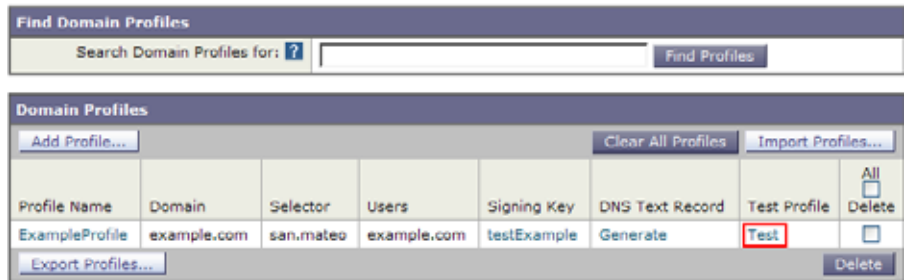 Find Domain Profiles
Search Domain Profiles for: ? Find Profiles
Domain Profiles
Add Profile... Clear All Profiles Import Profiles...
Profile Name Domain Selector Users Signing Key DNS Text Record Test Profile All Delete
ExampleProfile example.com san.mateo example.com testExample Generate Test
Export Profiles... Delete